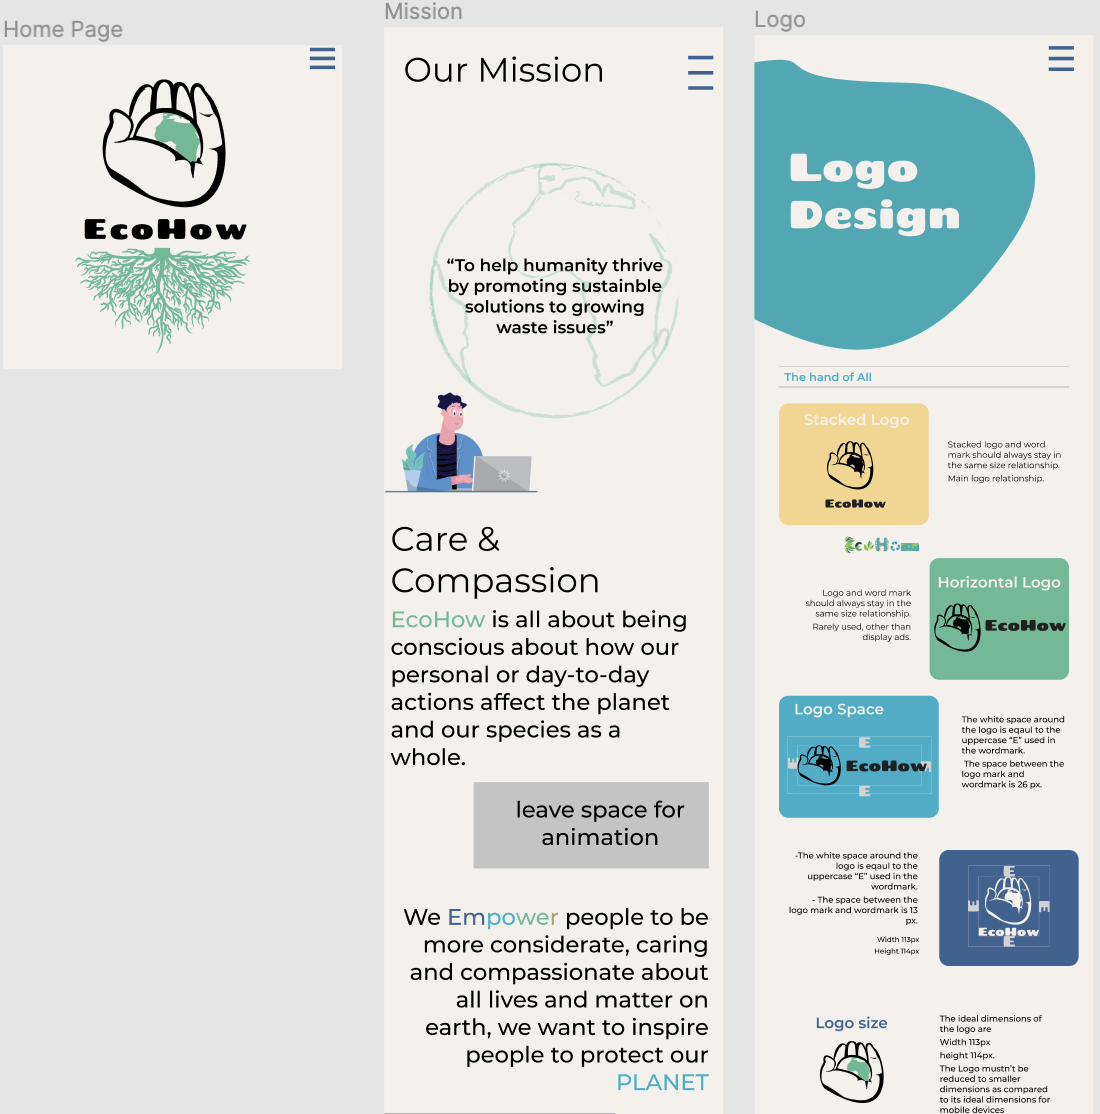 Home Page
EcoHow
Mission
Our Mission
“To help humanity thrive
by promoting sustainble
solutions to growing
waste issues”
Care &
Compassion
EcoHow is all about being
conscious about how our
personal or day-to-day
actions affect the planet
and our species as a
whole.
leave space for
animation
We Empower people to be
more considerate, caring
and compassionate about
all lives and matter on
earth, we want to inspire
people to protect our
PLANET
Logo
Logo
Design
The hand of All
Stacked Logo
EcoHow
Stacked logo and word
mark should always stay in
the same size relationship.
Main logo relationship.
EcoHow
Logo and word mark
should always stay in the
same size relationship.
Rarely used, other than
display ads.
Horizontal Logo
EcoHow
Logo Space
E
E
EcoHow
E
E
The white space around
the logo is eqaul to the
uppercase “E” used in
the wordmark.
The space between the
logo mark and
wordmark is 26 px.
-The white space around the
logo is eqaul to the
uppercase “E” used in the
wordmark.
- The space between the
logo mark and wordmark is 13
px.
Width 113px
Height 114px
E
E
E
EcoHow
E
Logo size
The ideal dimensions of
the logo are
Width 113px
height 114px.
The Logo mustn’t be
reduced to smaller
dimensions as compared
to its ideal dimensions for
mobile devices